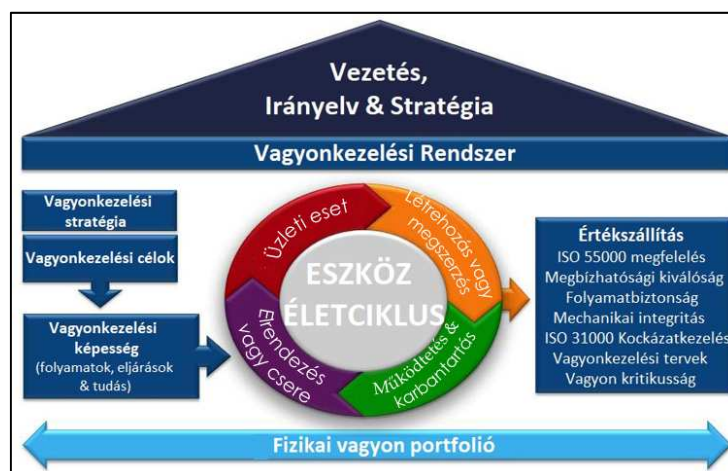 Vezetés,
Irányelv & Stratégia
Vagyonkezelési Rendszer
Vagyonkezelési
stratégia
Vagyonkezelési célok
Vagyonkezelési
képesség
(folyamatok, eljárások
& tudás)
Üzleti eset
Létrehozás vagy
megszerzés
ESZKÖZ
ÉLETCIKLUS
Elrendezés
vagy csere
Működtetés &
karbantartás
Értékszállítás
ISO 55000 megfelelés
Megbízhatósági kiválóság
Folyamatbiztonság
Mechanikai integritás
ISO 31000 Kockázatkezelés
Vagyonkezelési tervek
Vagyon kritikusság
Fizikai vagyon portfolió